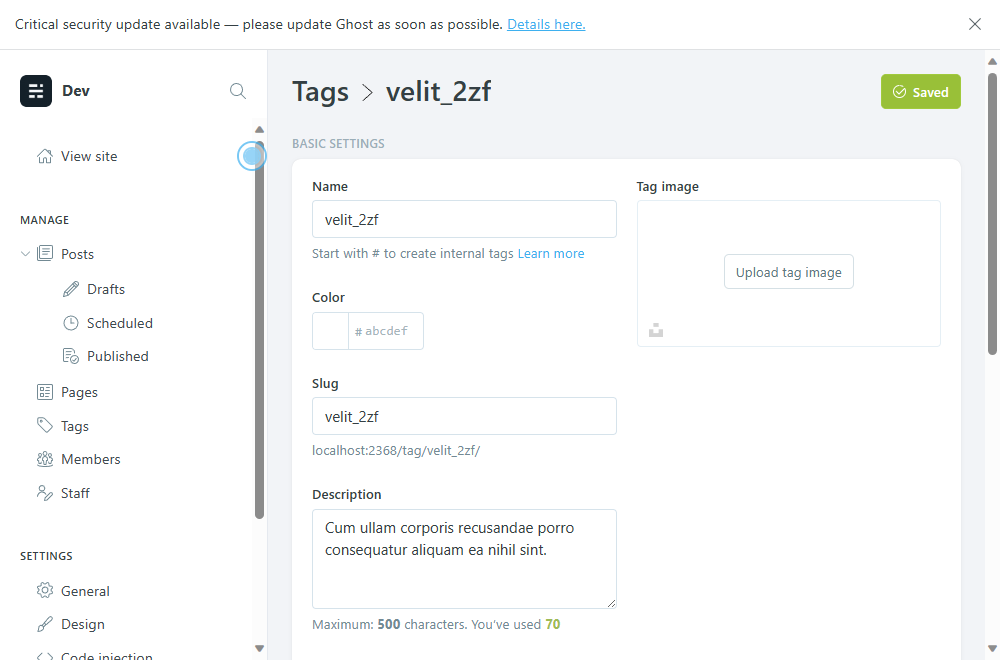 Critical security update available — please update Ghost as soon as possible. Details here.
Dev
View site
MANAGE
Posts
Drafts
Scheduled
Published
Pages
Tags
Members
Staff
SETTINGS
General
Design
Code injection
Tags > velit_2zf
Saved
BASIC SETTINGS
Name
velit_2zf
Start with # to create internal tags Learn more
Color
# abcdef
Slug
velit_2zf
localhost:2368/tag/velit_2zf/
Description
Cum ullam corporis recusandae porro
consequatur aliquam ea nihil sint.
Maximum: 500 characters. You've used 70
Tag image
Upload tag image